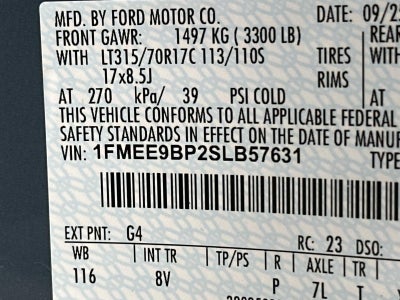 MFD. BY FORD MOTOR CO. DATE: 09/2
FRONT GAWR: 1497 KG ( 3300 LB) REAR
WITH LT315/70R17C 113/110S TIRES WITH
17x8.5J RIMS
AT 270 kPa/ 39 PSI COLD AT
THIS VEHICLE CONFORMS TO ALL APPLICABLE FEDERAL
SAFETY STANDARDS IN EFFECT ON THE DATE OF MANUF
VIN: 1FMEE9BP2SLB57631 TYPE
EXT PNT: G4 RC: 23 DSO:
WB INT TR TP/PS R AXLE TR
116 8V P 7L T